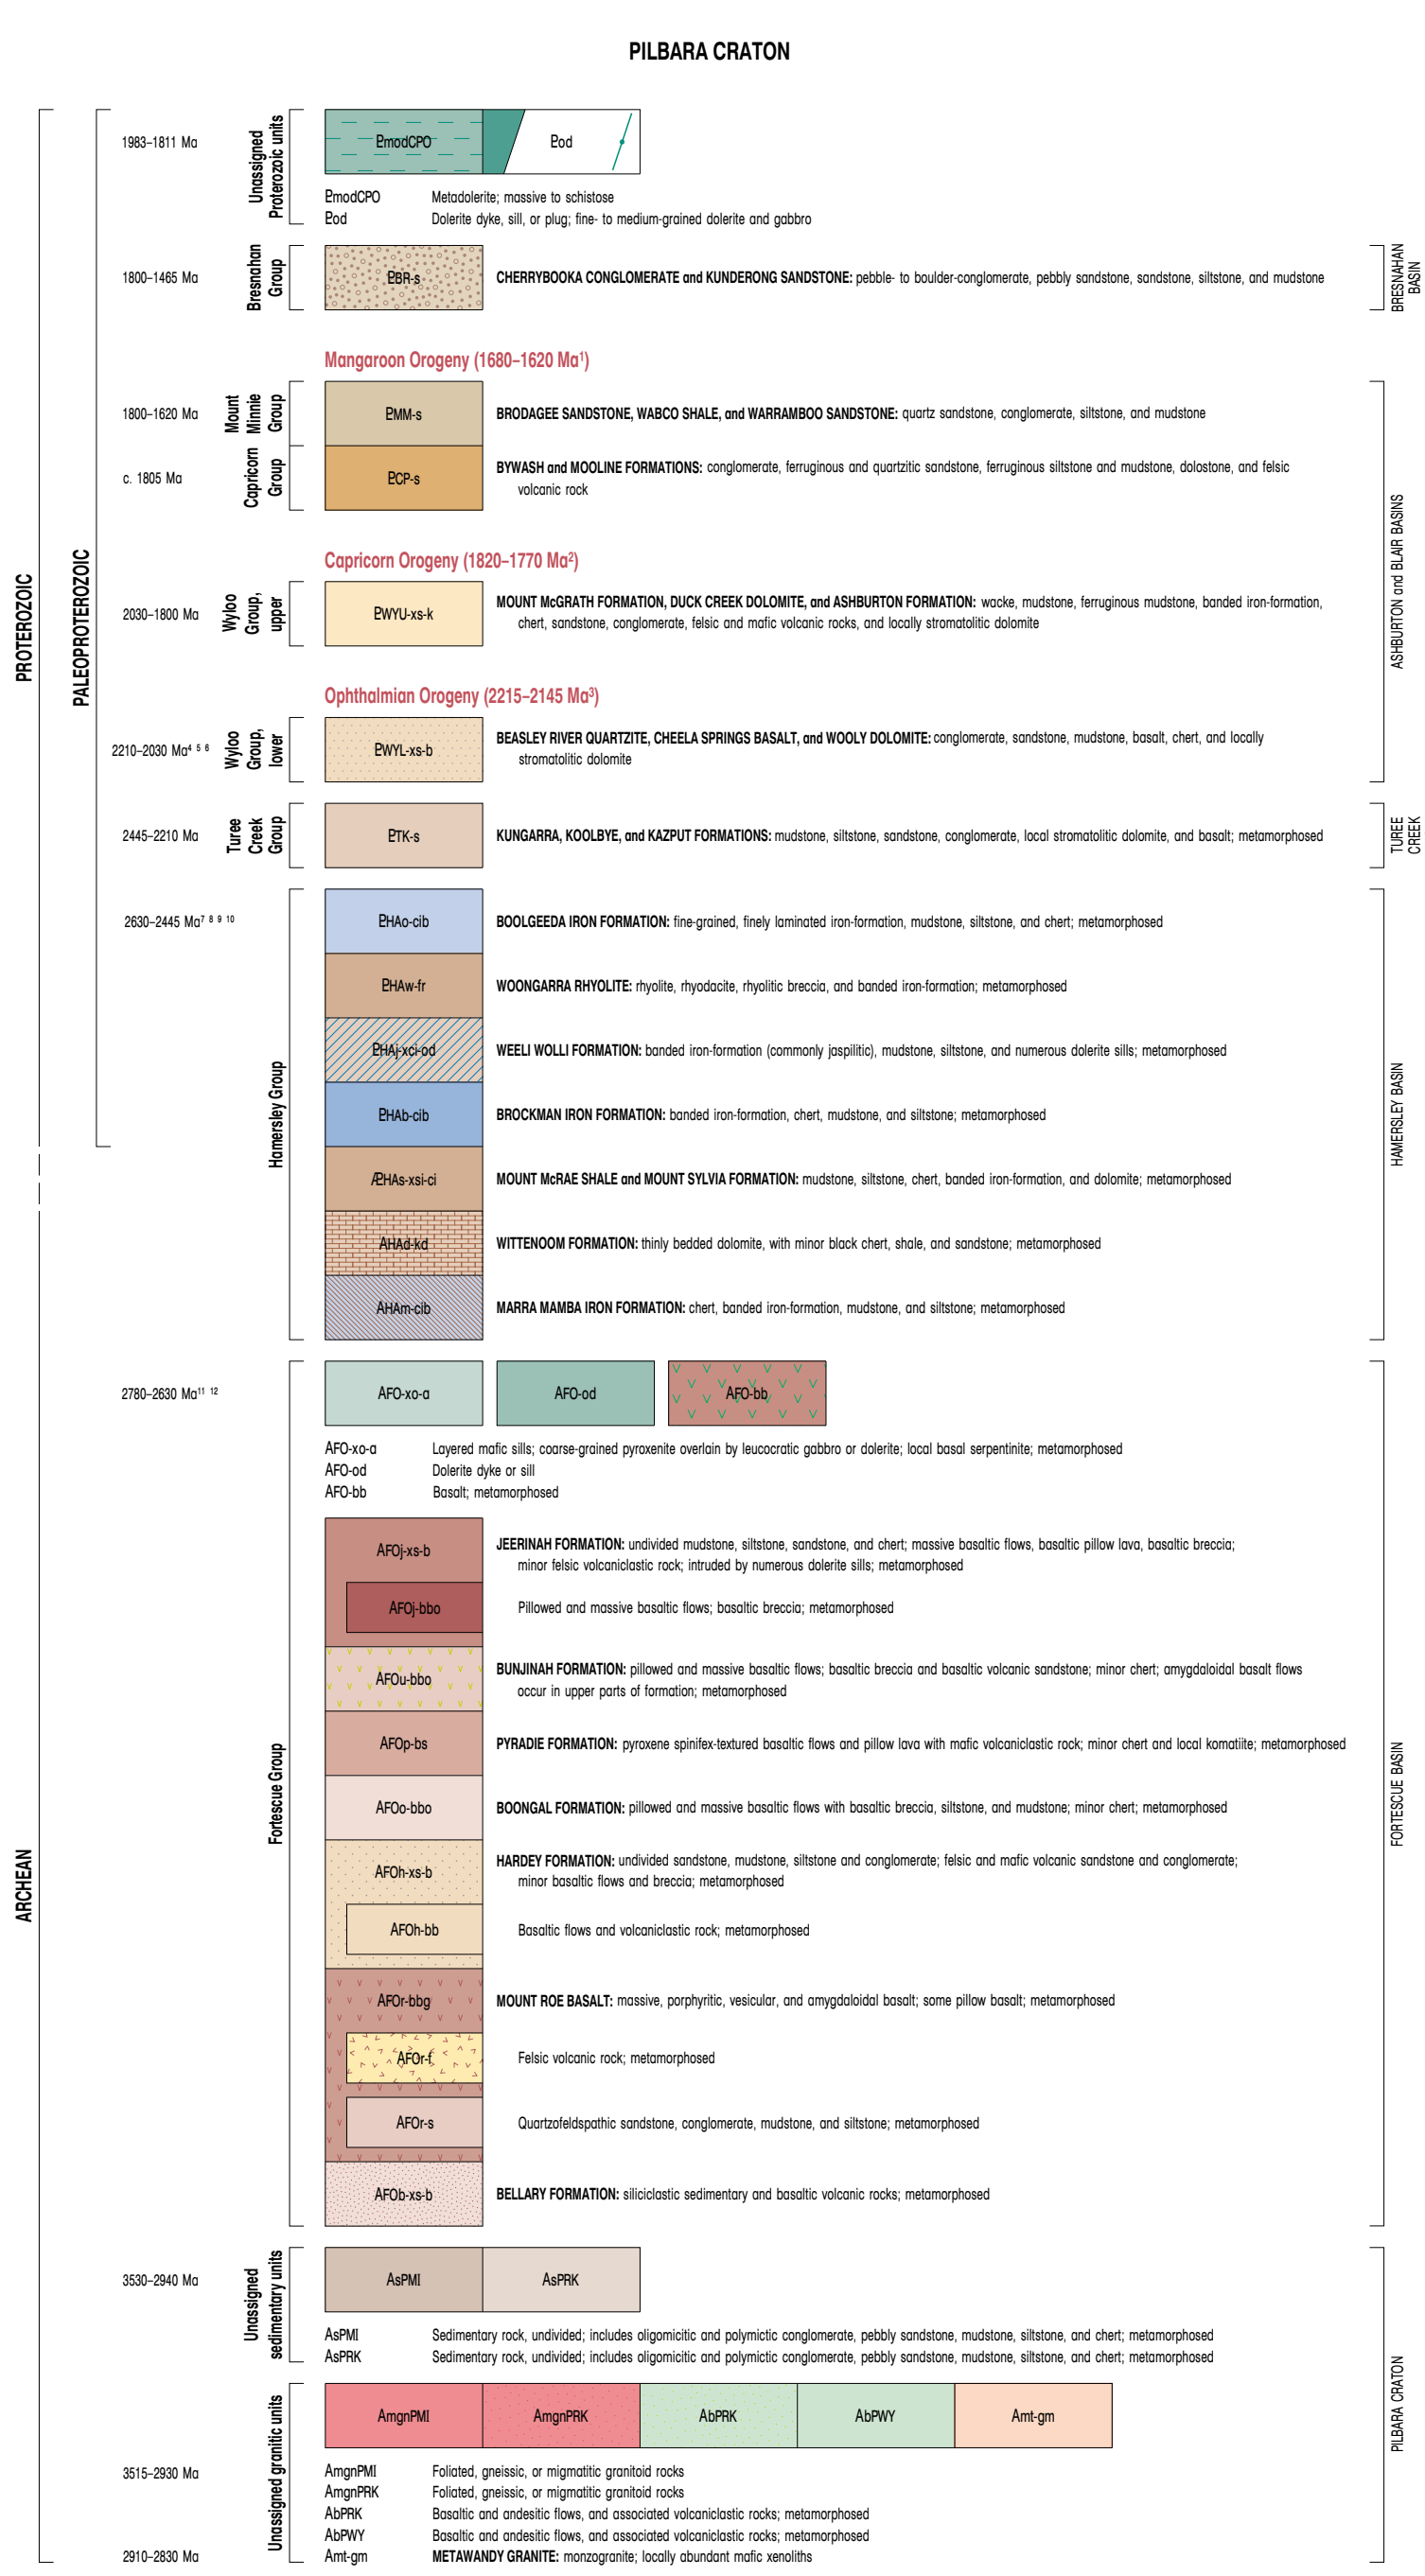 PILBARA CRATON
PROTEROZOIC
PALEOPROTEROZOIC
ARCHEAN
1983–1811 Ma
Unassigned
Proterozoic units
PmodCPO
Pod
PmodCPO Metadolerite; massive to schistose
Pod Dolerite dyke, sill, or plug; fine- to medium-grained dolerite and gabbro
1800–1465 Ma
Bresnahan
Group
PBR-s
CHERRYBOOKA CONGLOMERATE and KUNDERONG SANDSTONE: pebble- to boulder-conglomerate, pebbly sandstone, sandstone, siltstone, and mudstone
BRESNAHAN
BASIN
Mangaroon Orogeny (1680–1620 Ma¹)
1800–1620 Ma
Mount
Minnie
Group
PMM-s
BRODAGEE SANDSTONE, WABCO SHALE, and WARRAMBOO SANDSTONE: quartz sandstone, conglomerate, siltstone, and mudstone
c. 1805 Ma
Capricorn
Group
PCP-s
BYWASH and MOOLINE FORMATIONS: conglomerate, ferruginous and quartzitic sandstone, ferruginous siltstone and mudstone, dolostone, and felsic
volcanic rock
ASHBURTON and BLAIR BASINS
Capricorn Orogeny (1820–1770 Ma²)
2030–1800 Ma
Wyloo
Group,
upper
PWYU-xs-k
MOUNT McGRATH FORMATION, DUCK CREEK DOLOMITE, and ASHBURTON FORMATION: wacke, mudstone, ferruginous mudstone, banded iron-formation,
chert, sandstone, conglomerate, felsic and mafic volcanic rocks, and locally stromatolitic dolomite
Ophthalmian Orogeny (2215–2145 Ma³)
2210–2030 Ma⁴ ⁵ ⁶
Wyloo
Group,
lower
PWYL-xs-b
BEASLEY RIVER QUARTZITE, CHEELA SPRINGS BASALT, and WOOLY DOLOMITE: conglomerate, sandstone, mudstone, basalt, chert, and locally
stromatolitic dolomite
2445–2210 Ma
Turee
Creek
Group
PTK-s
KUNGARRA, KOOLBYE, and KAZPUT FORMATIONS: mudstone, siltstone, sandstone, conglomerate, local stromatolitic dolomite, and basalt; metamorphosed
TUREE
CREEK
2630–2445 Ma⁷ ⁸ ⁹ ¹⁰
Hamersley Group
PHAo-cib
BOOLGEEDA IRON FORMATION: fine-grained, finely laminated iron-formation, mudstone, siltstone, and chert; metamorphosed
PHAw-fr
WOONGARRA RHYOLITE: rhyolite, rhyodacite, rhyolitic breccia, and banded iron-formation; metamorphosed
PHAj-xci-od
WEELI WOLLI FORMATION: banded iron-formation (commonly jaspilitic), mudstone, siltstone, and numerous dolerite sills; metamorphosed
PHAb-cib
BROCKMAN IRON FORMATION: banded iron-formation, chert, mudstone, and siltstone; metamorphosed
APHAs-xsi-ci
MOUNT McRAE SHALE and MOUNT SYLVIA FORMATION: mudstone, siltstone, chert, banded iron-formation, and dolomite; metamorphosed
AHAd-kd
WITTENOOM FORMATION: thinly bedded dolomite, with minor black chert, shale, and sandstone; metamorphosed
AHAm-cib
MARRA MAMBA IRON FORMATION: chert, banded iron-formation, mudstone, and siltstone; metamorphosed
HAMERSLEY BASIN
2780–2630 Ma¹¹ ¹²
Fortescue Group
AFO-xo-a
AFO-od
AFO-bb
AFO-xo-a Layered mafic sills; coarse-grained pyroxenite overlain by leucocratic gabbro or dolerite; local basal serpentinite; metamorphosed
AFO-od Dolerite dyke or sill
AFO-bb Basalt; metamorphosed
AFOj-xs-b
JEERINAH FORMATION: undivided mudstone, siltstone, sandstone, and chert; massive basaltic flows, basaltic pillow lava, basaltic breccia;
minor felsic volcaniclastic rock; intruded by numerous dolerite sills; metamorphosed
AFOj-bbo
Pillowed and massive basaltic flows; basaltic breccia; metamorphosed
AFOu-bbo
BUNJINAH FORMATION: pillowed and massive basaltic flows; basaltic breccia and basaltic volcanic sandstone; minor chert; amygdaloidal basalt flows
occur in upper parts of formation; metamorphosed
AFOp-bs
PYRADIE FORMATION: pyroxene spinifex-textured basaltic flows and pillow lava with mafic volcaniclastic rock; minor chert and local komatiite; metamorphosed
AFOo-bbo
BOONGAL FORMATION: pillowed and massive basaltic flows with basaltic breccia, siltstone, and mudstone; minor chert; metamorphosed
AFOh-xs-b
HARDEY FORMATION: undivided sandstone, mudstone, siltstone and conglomerate; felsic and mafic volcanic sandstone and conglomerate;
minor basaltic flows and breccia; metamorphosed
AFOh-bb
Basaltic flows and volcaniclastic rock; metamorphosed
AFOr-bbg
MOUNT ROE BASALT: massive, porphyritic, vesicular, and amygdaloidal basalt; some pillow basalt; metamorphosed
AFOr-f
Felsic volcanic rock; metamorphosed
AFOr-s
Quartzofeldspathic sandstone, conglomerate, mudstone, and siltstone; metamorphosed
AFOb-xs-b
BELLARY FORMATION: siliciclastic sedimentary and basaltic volcanic rocks; metamorphosed
FORTESCUE BASIN
3530–2940 Ma
Unassigned
sedimentary units
AsPMI
AsPRK
AsPMI Sedimentary rock, undivided; includes oligomicitic and polymictic conglomerate, pebbly sandstone, mudstone, siltstone, and chert; metamorphosed
AsPRK Sedimentary rock, undivided; includes oligomicitic and polymictic conglomerate, pebbly sandstone, mudstone, siltstone, and chert; metamorphosed
PILBARA CRATON
Unassigned granitic units
AmgnPMI
AmgnPRK
AbPRK
AbPWY
Amt-gm
3515–2930 Ma
AmgnPMI Foliated, gneissic, or migmatitic granitoid rocks
AmgnPRK Foliated, gneissic, or migmatitic granitoid rocks
AbPRK Basaltic and andesitic flows, and associated volcaniclastic rocks; metamorphosed
AbPWY Basaltic and andesitic flows, and associated volcaniclastic rocks; metamorphosed
2910–2830 Ma
Amt-gm METAWANDY GRANITE: monzogranite; locally abundant mafic xenoliths